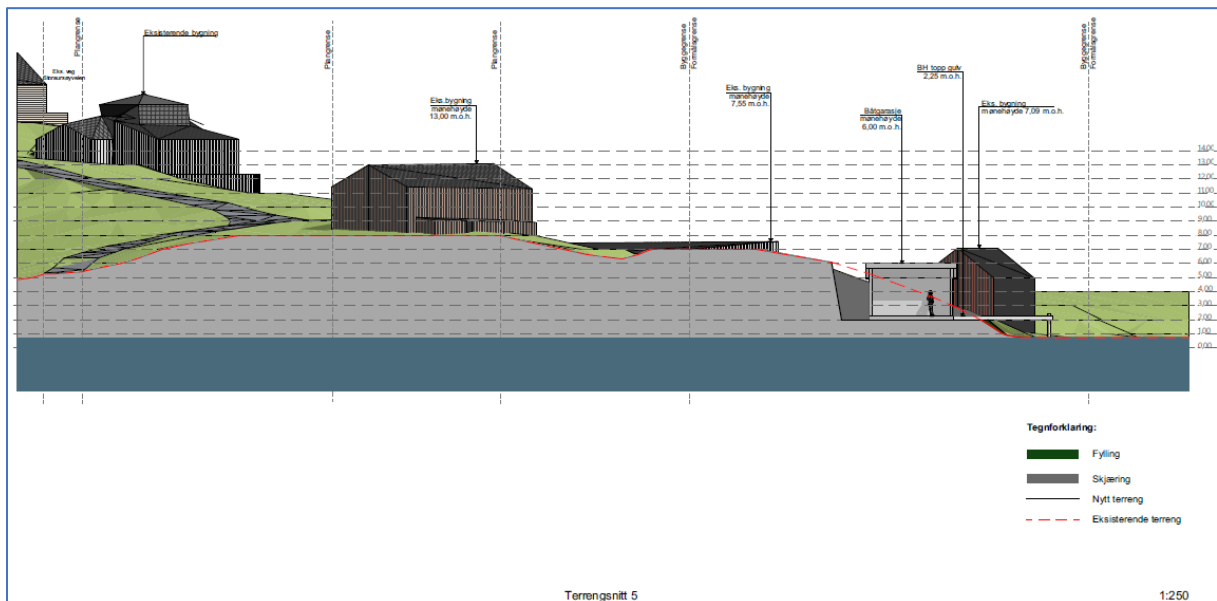 Eksisterende bygning
Plangrense
Eks. veg
Plangrense
Eks.bygning
mønehøyde
13,00 m.o.h.
Plangrense
Byggegrense
Formålsgrense
Eks. bygning
mønehøyde
7,55 m.o.h.
Båtgarasje
mønehøyde
6,00 m.o.h.
BH topp gulv
2,25 m.o.h.
Eks. bygning
mønehøyde 7,09 m.o.h.
Byggegrense
Formålsgrense
14,00
13,00
12,00
11,00
10,00
9,00
8,00
7,00
6,00
5,00
4,00
3,00
2,00
1,00
0,00
Tegnforklaring:
Fylling
Skjæring
Nytt terreng
Eksisterende terreng
Terrengsnitt 5
1:250